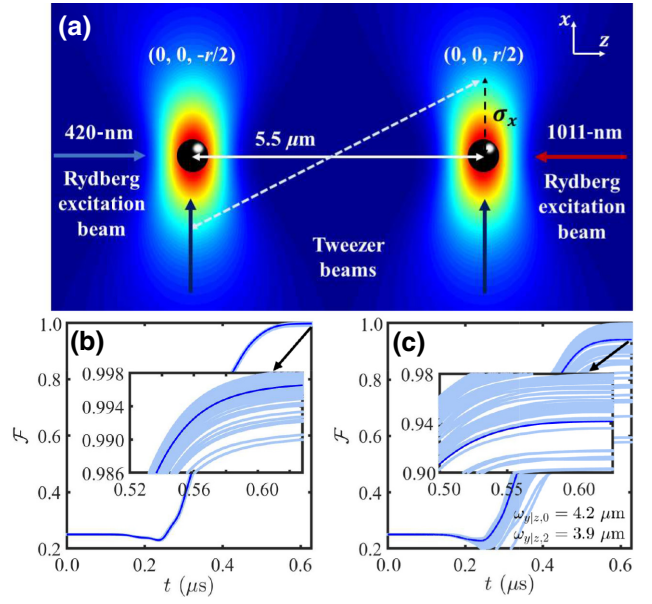 (a)
x
z
(0, 0, -r/2)
(0, 0, r/2)
σₓ
420-nm
5.5 μm
1011-nm
Rydberg
excitation
beam
Tweezer
beams
Rydberg
excitation
beam
(b)
1.0
0.8
0.6
0.4
0.2
ℱ
0.998
0.994
0.990
0.986
0.52
0.56
0.60
0.0
0.2
0.4
0.6
t (μs)
(c)
1.0
0.8
0.6
0.4
0.2
ℱ
0.98
0.94
0.90
0.50
0.55
0.60
ω_{y|z,0} = 4.2 μm
ω_{y|z,2} = 3.9 μm
0.0
0.2
0.4
0.6
t (μs)